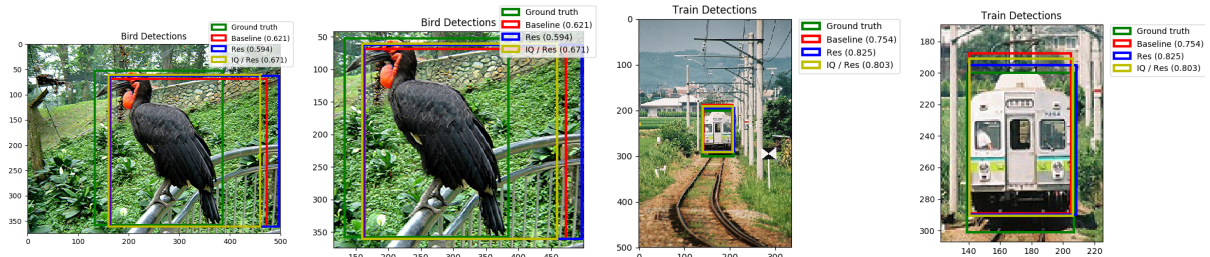 Bird Detections
Ground truth
Baseline (0.621)
Res (0.594)
IQ / Res (0.671)
0
50
100
150
200
250
300
350
0
100
200
300
400
500
Bird Detections
Ground truth
Baseline (0.621)
Res (0.594)
IQ / Res (0.671)
50
100
150
200
250
300
350
150
200
250
300
350
400
450
Train Detections
Ground truth
Baseline (0.754)
Res (0.825)
IQ / Res (0.803)
0
100
200
300
400
500
0
100
200
300
Train Detections
Ground truth
Baseline (0.754)
Res (0.825)
IQ / Res (0.803)
180
200
220
240
260
280
300
140
160
180
200
220